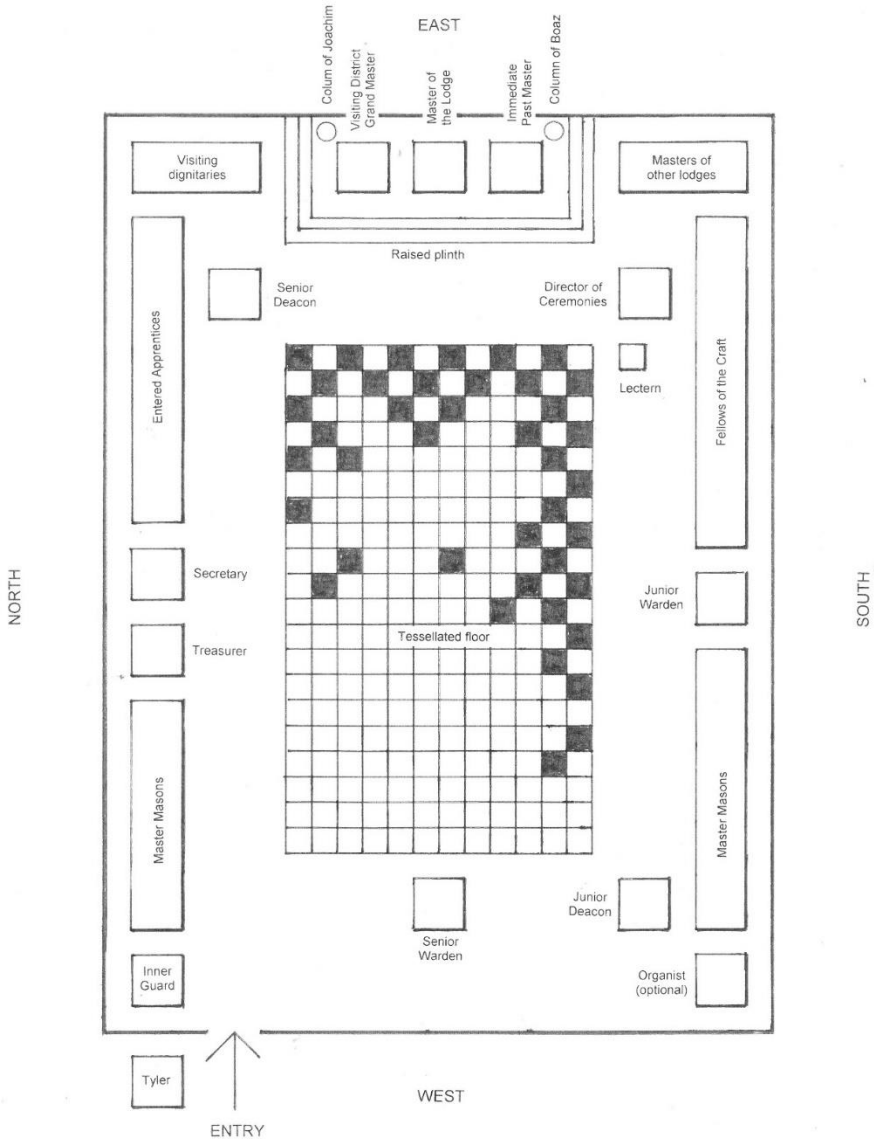 EAST
Colum of Joachim
Visiting District
Grand Master
Master of
the Lodge
Immediate
Past Master
Column of Boaz
Visiting
dignitaries
Masters of
other lodges
Raised plinth
Senior
Deacon
Director of
Ceremonies
Lectern
Entered Apprentices
Fellows of the Craft
NORTH
SOUTH
Secretary
Junior
Warden
Treasurer
Tessellated floor
Master Masons
Master Masons
Senior
Warden
Junior
Deacon
Inner
Guard
Organist
(optional)
Tyler
WEST
ENTRY